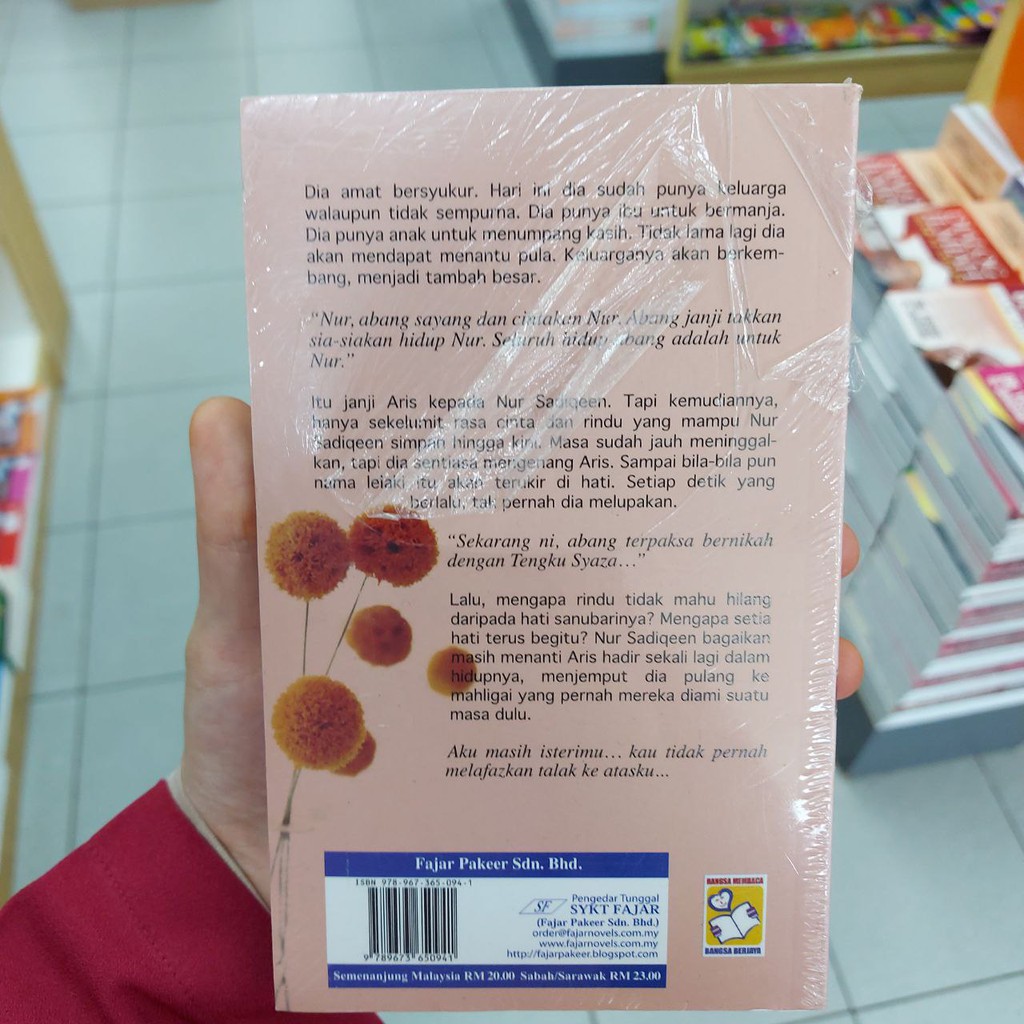 Dia amat bersyukur. Hari ini dia sudah punya keluarga
walaupun tidak sempurna. Dia punya ibu untuk bermanja.
Dia punya anak untuk menumpang kasih. Tidak lama lagi dia
akan mendapat menantu pula. Keluarganya akan berkem-
bang, menjadi tambah besar.
"Nur, abang sayang dan cintakan Nur. Abang janji takkan
sia-siakan hidup Nur. Seluruh hidup abang adalah untuk
Nur."
Itu janji Aris kepada Nur Sadiqeen. Tapi kemudiannya,
hanya sekelumit rasa cinta dan rindu yang mampu Nur
Sadiqeen simpan hingga kini. Masa sudah jauh meninggal-
kan, tapi dia sentiasa mengenang Aris. Sampai bila-bila pun
nama lelaki itu akan terukir di hati. Setiap detik yang
berlalu, tak pernah dia melupakan.
"Sekarang ni, abang terpaksa bernikah
dengan Tengku Syaza..."
Lalu, mengapa rindu tidak mahu hilang
daripada hati sanubarinya? Mengapa setia
hati terus begitu? Nur Sadiqeen bagaikan
masih menanti Aris hadir sekali lagi dalam
hidupnya, menjemput dia pulang ke
mahligai yang pernah mereka diami suatu
masa dulu.
Aku masih isterimu... kau tidak pernah
melafazkan talak ke atasku...
Fajar Pakeer Sdn. Bhd.
ISBN 978-967-365-094-1
9 789673 650941
Pengedar Tunggal
SF SYKT FAJAR
(Fajar Pakeer Sdn. Bhd.)
order@fajarnovels.com.my
www.fajarnovels.com.my
http://fajarpakeer.blogspot.com
Semenanjung Malaysia RM 20.00 Sabah/Sarawak RM 23.00
BANGSA MEMBACA
BANGSA BERJAYA